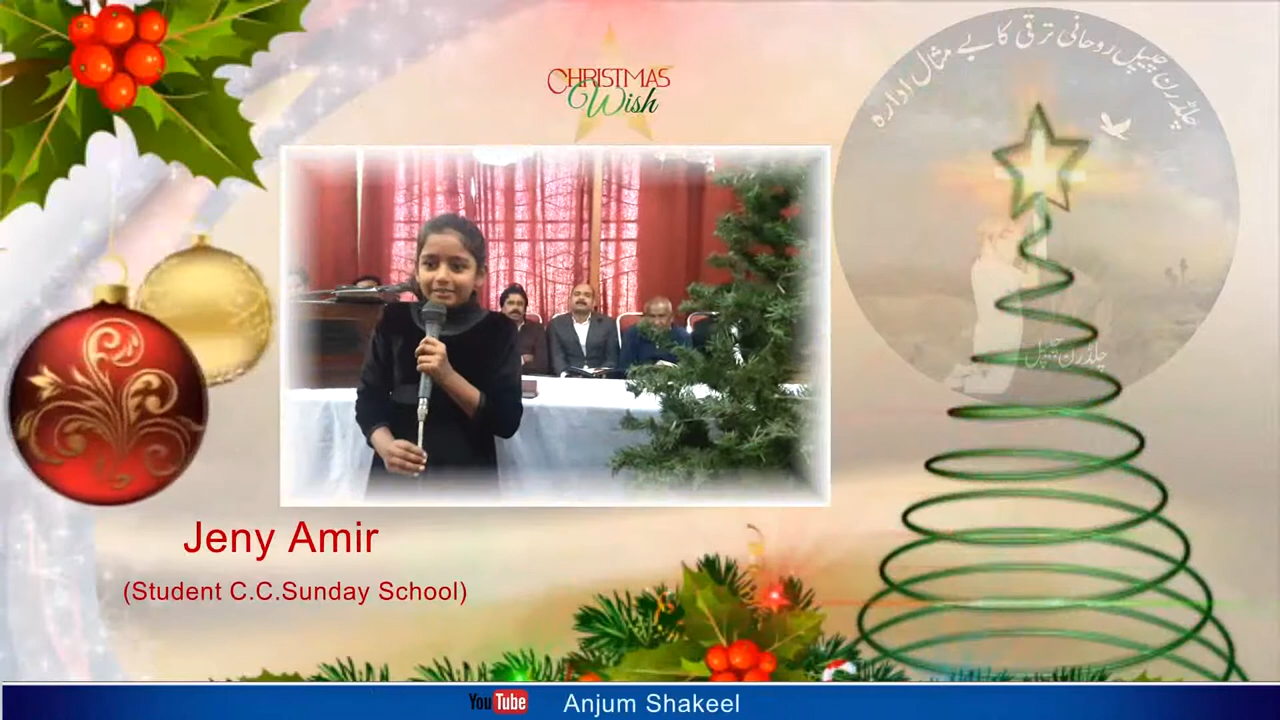 CHRISTMAS
Wish
چلڈرن چیپل روحانی ترقی کا بے مثال ادارہ
چلڈرن چیپل
Jeny Amir
(Student C.C.Sunday School)
YouTube Anjum Shakeel